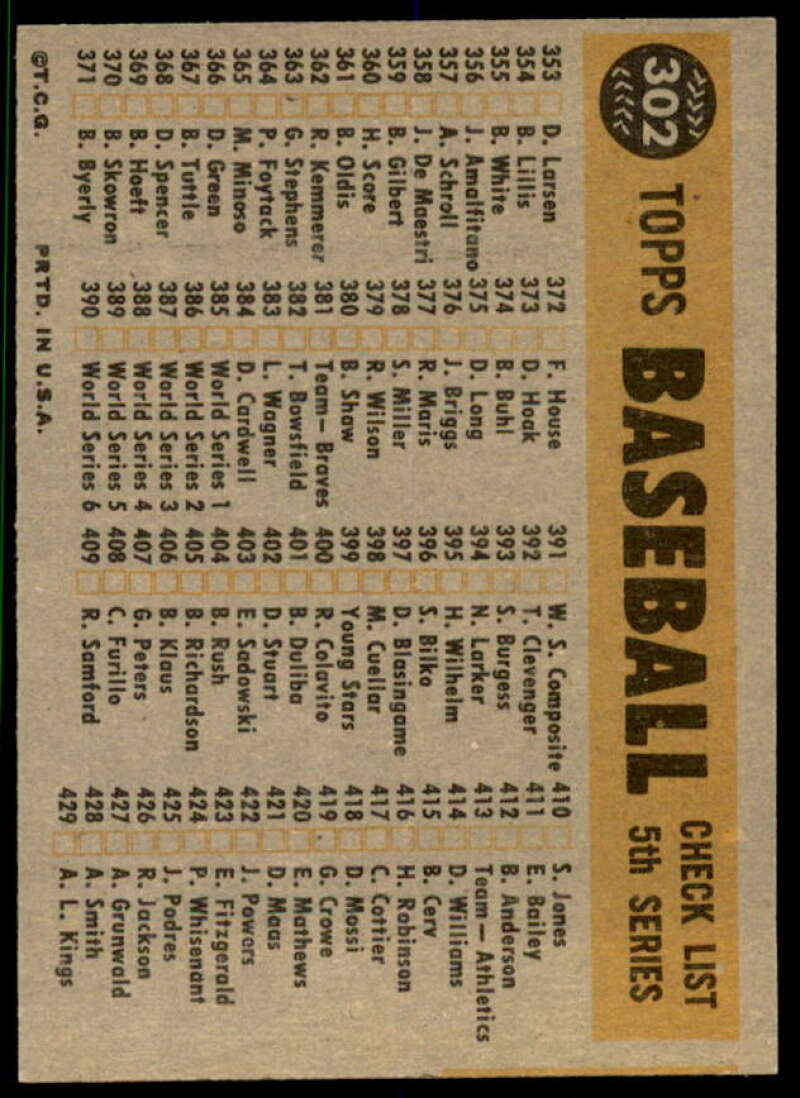 302 TOPPS BASEBALL CHECK LIST
5th SERIES
353 D. Larsen
354 B. Lillis
355 B. White
356 J. Amalfitano
357 A. Schroll
358 J. De Maestri
359 B. Gilbert
360 H. Score
361 B. Oldis
362 R. Kemmerer
363 G. Stephens
364 P. Foytack
365 M. Minoso
366 D. Green
367 B. Tuttle
368 D. Spencer
369 B. Hoeft
370 B. Skowron
371 B. Byerly
372 F. House
373 D. Hoak
374 B. Buhl
375 D. Long
376 J. Briggs
377 R. Maris
378 S. Miller
379 R. Wilson
380 B. Shaw
381 Team — Braves
382 T. Bowsfield
383 L. Wagner
384 D. Cardwell
385 World Series 1
386 World Series 2
387 World Series 3
388 World Series 4
389 World Series 5
390 World Series 6
391 W. S. Composite
392 T. Clevenger
393 S. Burgess
394 N. Larker
395 H. Wilhelm
396 S. Bilko
397 D. Blasingame
398 M. Cuellar
399 Young Stars
400 R. Colavito
401 B. Duliba
402 D. Stuart
403 E. Sadowski
404 B. Rush
405 B. Richardson
406 B. Klaus
407 G. Peters
408 C. Furillo
409 R. Samford
410 S. Jones
411 E. Bailey
412 B. Anderson
413 Team — Athletics
414 D. Williams
415 B. Cerv
416 H. Robinson
417 C. Cottier
418 D. Mossi
419 G. Crowe
420 E. Mathews
421 D. Maas
422 J. Powers
423 E. Fitzgerald
424 P. Whisenant
425 J. Podres
426 R. Jackson
427 A. Grunwald
428 A. Smith
429 A. L. Kings
©T.C.G. PRTD. IN U.S.A.